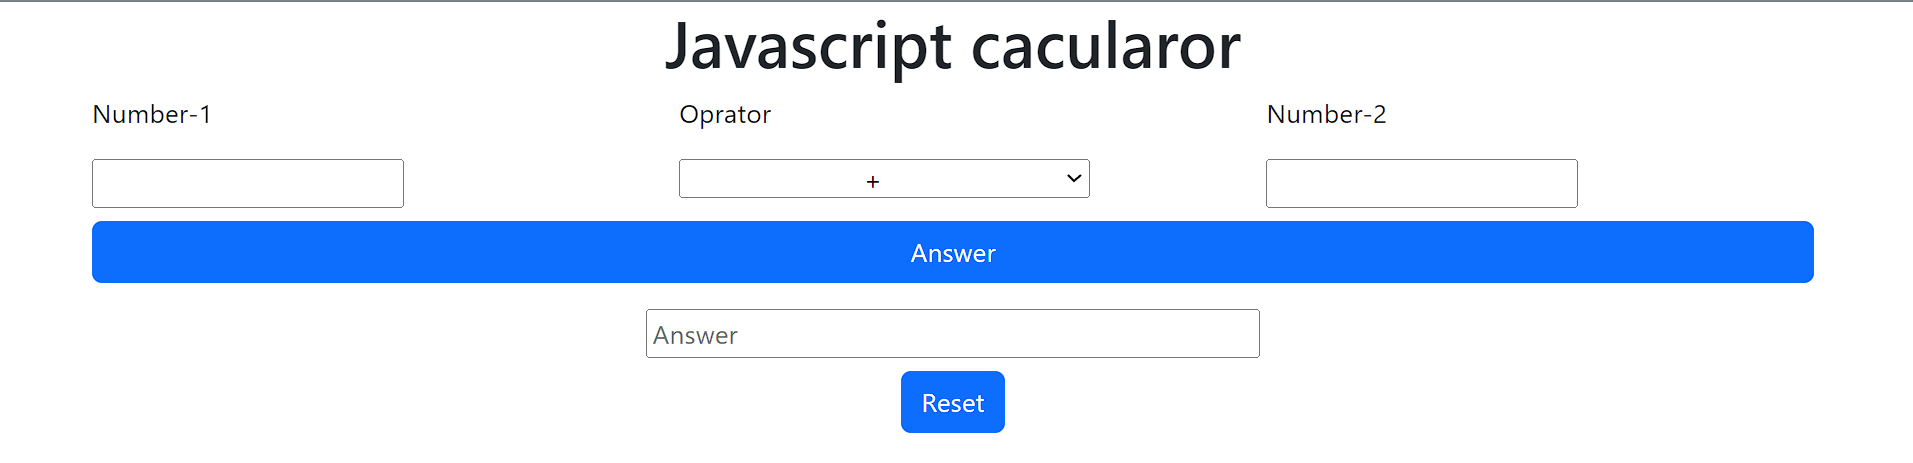 Javascript cacularor
Number-1 Oprator Number-2
+
Answer
Answer
Reset